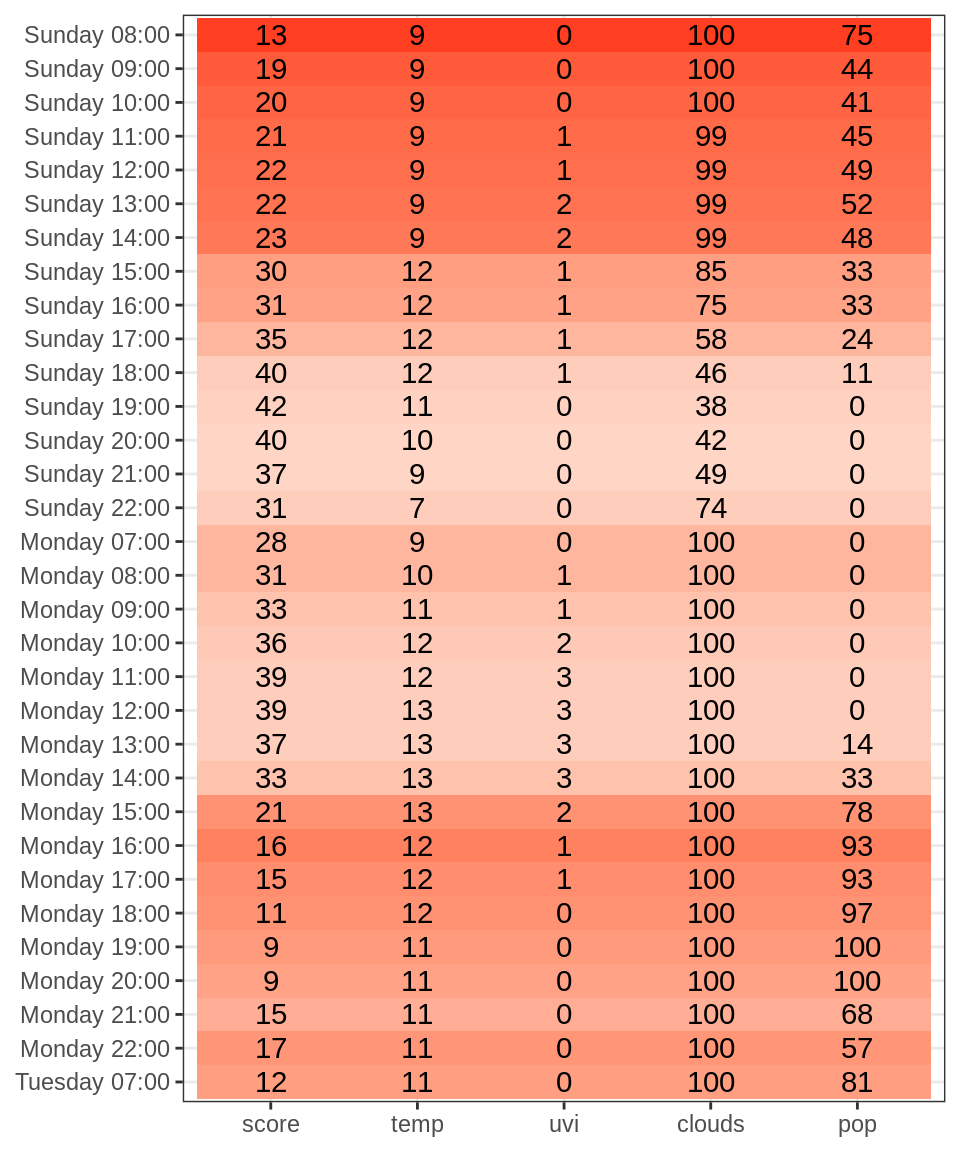 Sunday 08:00 13 9 0 100 75
Sunday 09:00 19 9 0 100 44
Sunday 10:00 20 9 0 100 41
Sunday 11:00 21 9 1 99 45
Sunday 12:00 22 9 1 99 49
Sunday 13:00 22 9 2 99 52
Sunday 14:00 23 9 2 99 48
Sunday 15:00 30 12 1 85 33
Sunday 16:00 31 12 1 75 33
Sunday 17:00 35 12 1 58 24
Sunday 18:00 40 12 1 46 11
Sunday 19:00 42 11 0 38 0
Sunday 20:00 40 10 0 42 0
Sunday 21:00 37 9 0 49 0
Sunday 22:00 31 7 0 74 0
Monday 07:00 28 9 0 100 0
Monday 08:00 31 10 1 100 0
Monday 09:00 33 11 1 100 0
Monday 10:00 36 12 2 100 0
Monday 11:00 39 12 3 100 0
Monday 12:00 39 13 3 100 0
Monday 13:00 37 13 3 100 14
Monday 14:00 33 13 3 100 33
Monday 15:00 21 13 2 100 78
Monday 16:00 16 12 1 100 93
Monday 17:00 15 12 1 100 93
Monday 18:00 11 12 0 100 97
Monday 19:00 9 11 0 100 100
Monday 20:00 9 11 0 100 100
Monday 21:00 15 11 0 100 68
Monday 22:00 17 11 0 100 57
Tuesday 07:00 12 11 0 100 81
score temp uvi clouds pop